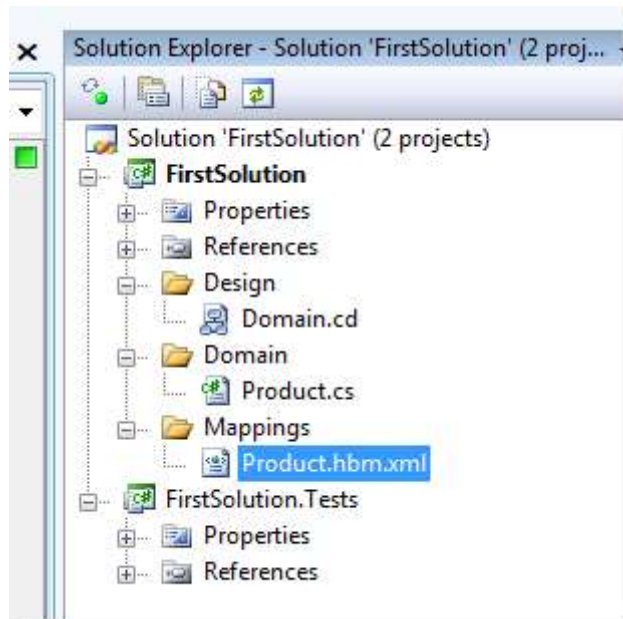 Solution Explorer - Solution 'FirstSolution' (2 proj...
Solution 'FirstSolution' (2 projects)
FirstSolution
Properties
References
Design
Domain.cd
Domain
Product.cs
Mappings
Product.hbm.xml
FirstSolution.Tests
Properties
References